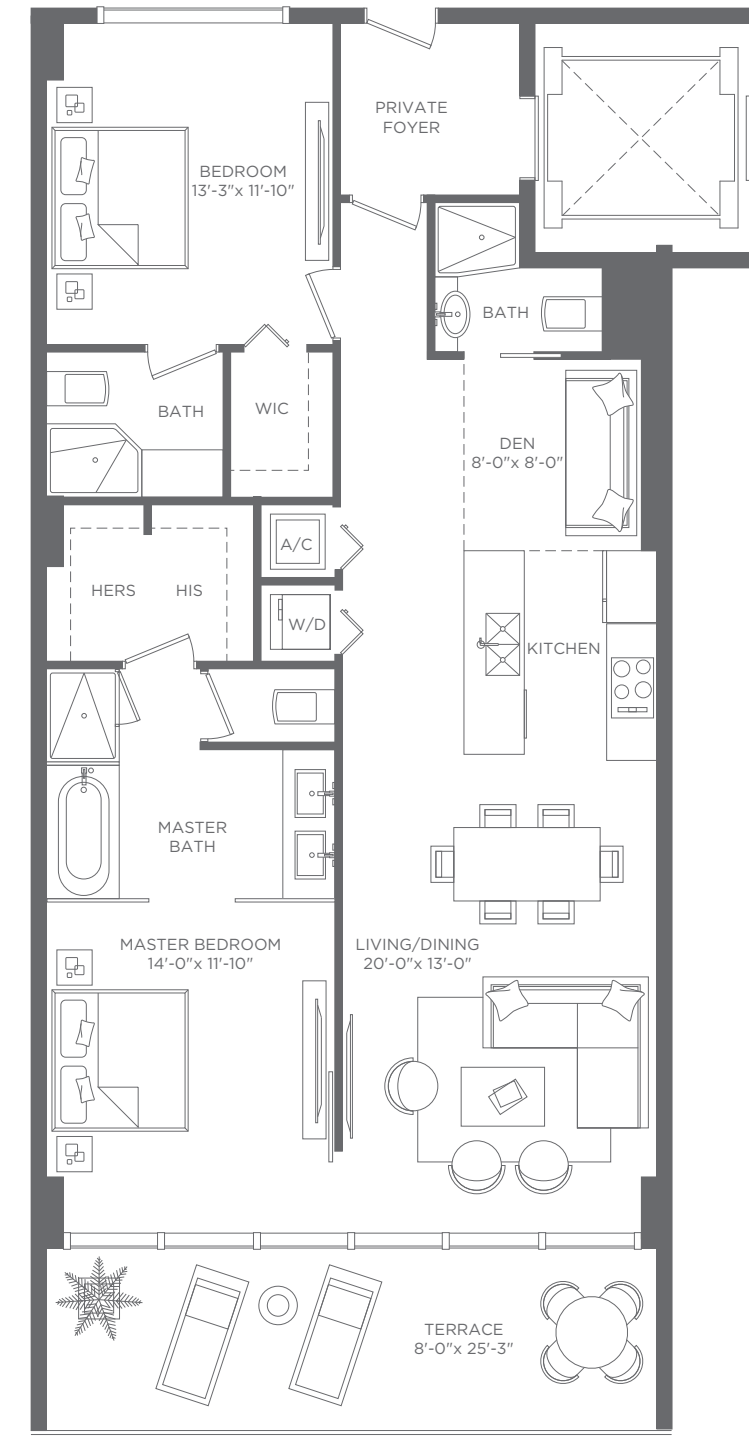 PRIVATE
FOYER
BEDROOM
13'-3"x 11'-10"
BATH
BATH
WIC
DEN
8'-0"x 8'-0"
A/C
HERS
HIS
W/D
KITCHEN
MASTER
BATH
MASTER BEDROOM
14'-0"x 11'-10"
LIVING/DINING
20'-0"x 13'-0"
TERRACE
8'-0"x 25'-3"